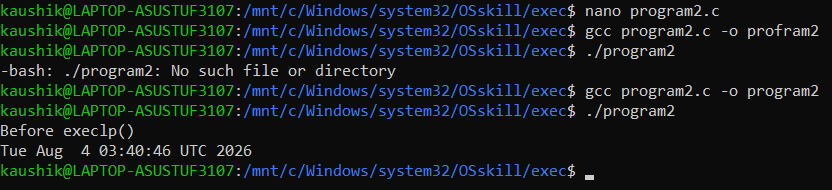 kaushik@LAPTOP-ASUSTUF3107:/mnt/c/Windows/system32/OSskill/exec$ nano program2.c
kaushik@LAPTOP-ASUSTUF3107:/mnt/c/Windows/system32/OSskill/exec$ gcc program2.c -o profram2
kaushik@LAPTOP-ASUSTUF3107:/mnt/c/Windows/system32/OSskill/exec$ ./program2
-bash: ./program2: No such file or directory
kaushik@LAPTOP-ASUSTUF3107:/mnt/c/Windows/system32/OSskill/exec$ gcc program2.c -o program2
kaushik@LAPTOP-ASUSTUF3107:/mnt/c/Windows/system32/OSskill/exec$ ./program2
Before execlp()
Tue Aug  4 03:40:46 UTC 2026
kaushik@LAPTOP-ASUSTUF3107:/mnt/c/Windows/system32/OSskill/exec$